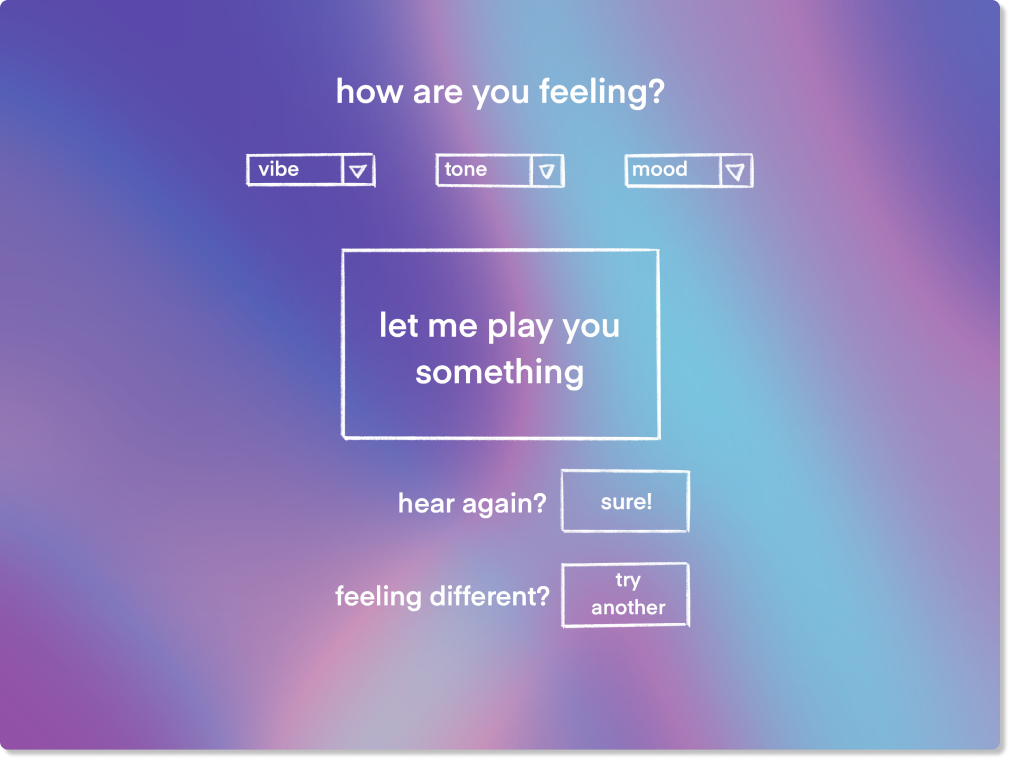 how are you feeling?
vibe
tone
mood
let me play you
something
hear again?
sure!
feeling different?
try
another